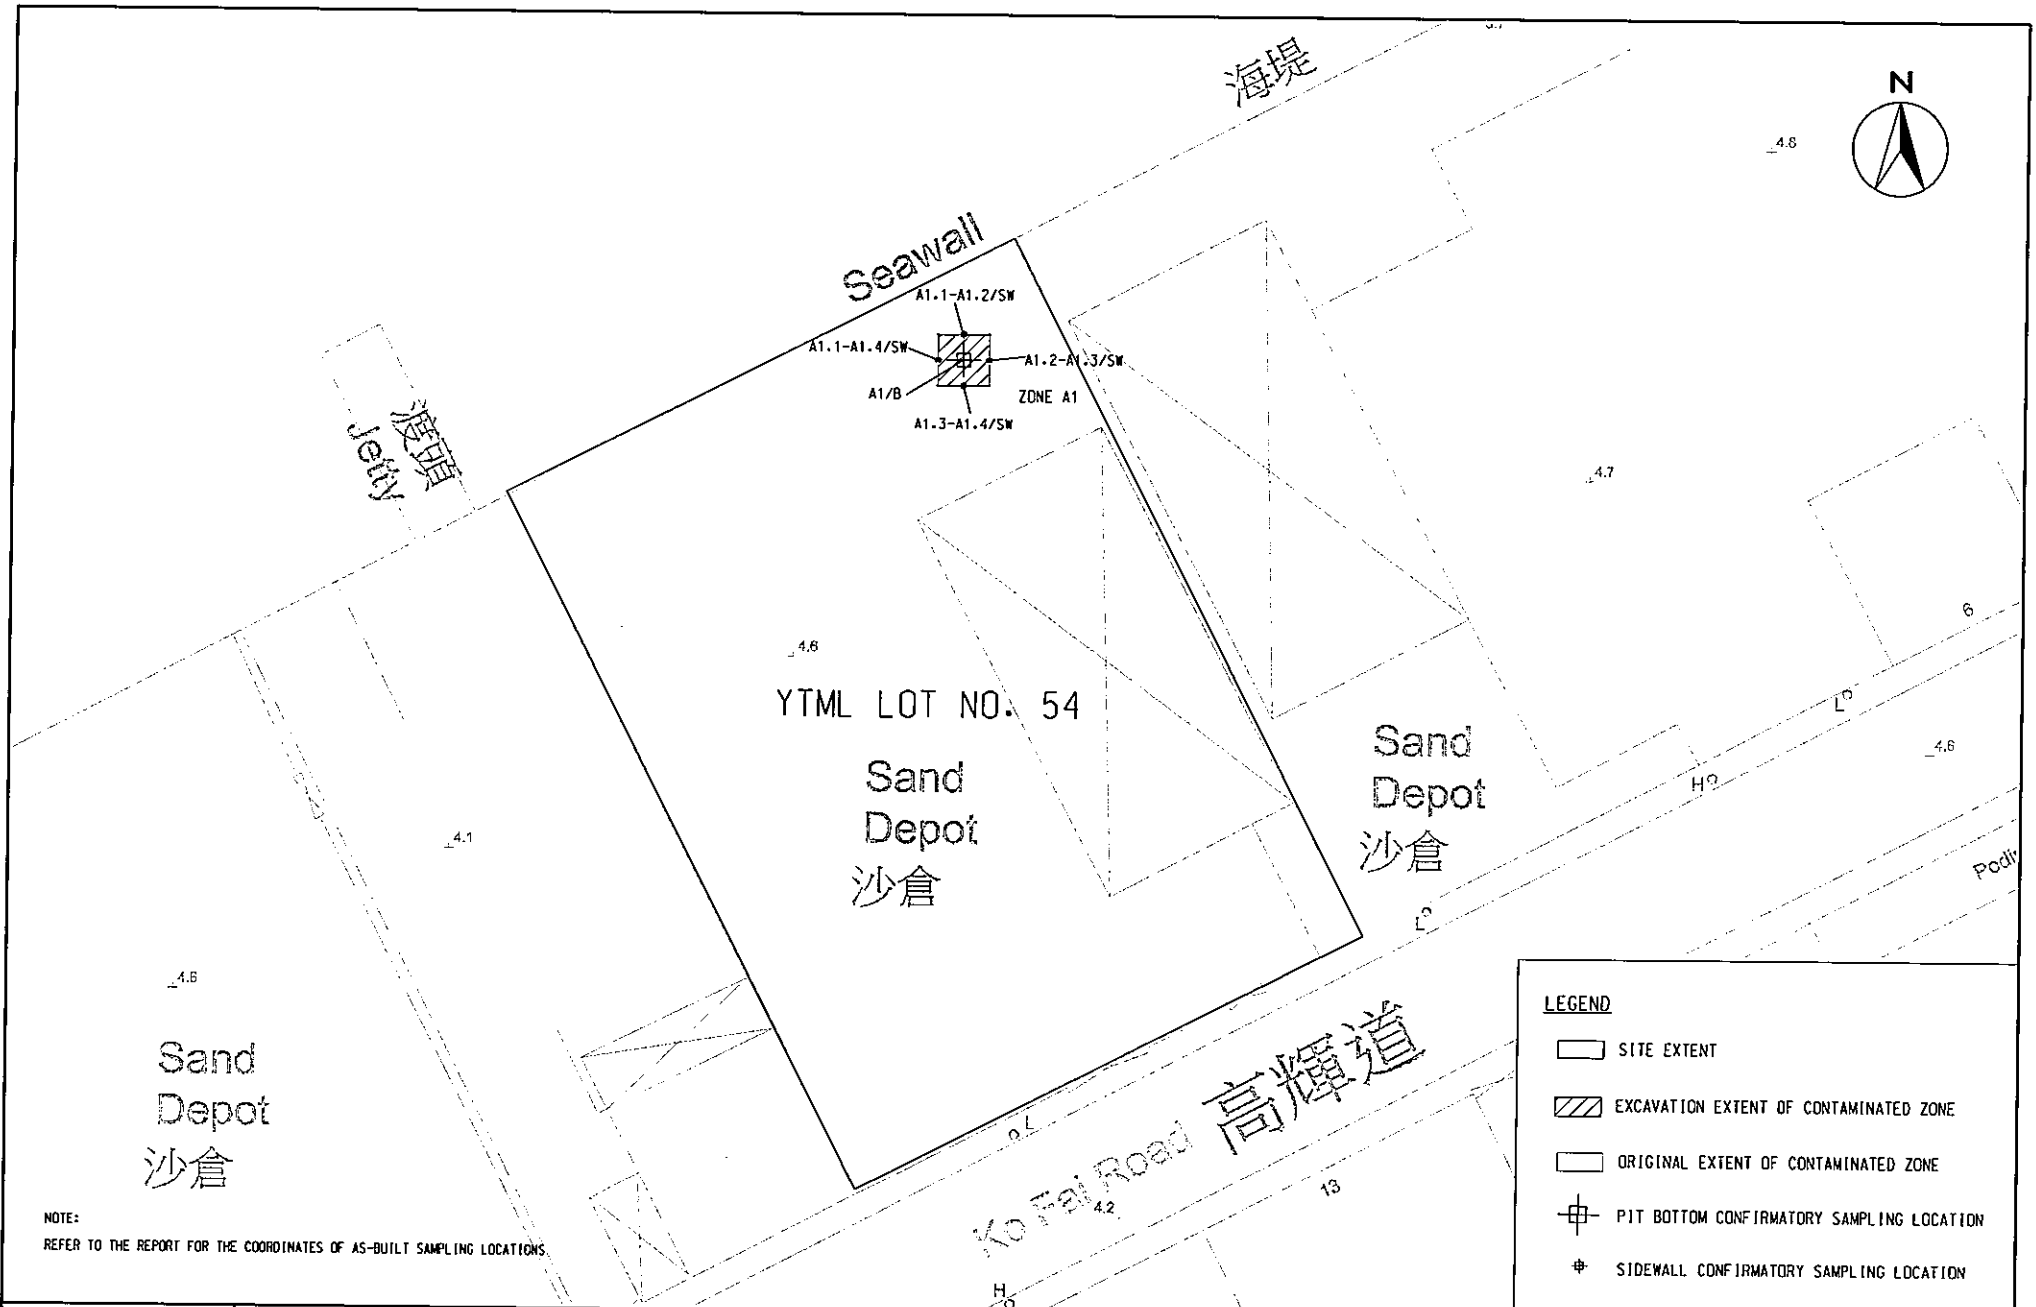 海堤
N
4.8
Seawall
A1.1-A1.2/SW
A1.1-A1.4/SW
A1.2-A1.3/SW
A1/B
ZONE A1
A1.3-A1.4/SW
渡頭
Jetty
4.7
6
4.6
YTML LOT NO. 54
L
Sand
Depot
沙倉
Sand
Depot
沙倉
4.6
H
4.1
L
4.6
Sand
Depot
沙倉
高輝道
Ko Fai Road
4.2
13
H
LEGEND
SITE EXTENT
EXCAVATION EXTENT OF CONTAMINATED ZONE
ORIGINAL EXTENT OF CONTAMINATED ZONE
PIT BOTTOM CONFIRMATORY SAMPLING LOCATION
SIDEWALL CONFIRMATORY SAMPLING LOCATION
NOTE:
REFER TO THE REPORT FOR THE COORDINATES OF AS-BUILT SAMPLING LOCATIONS